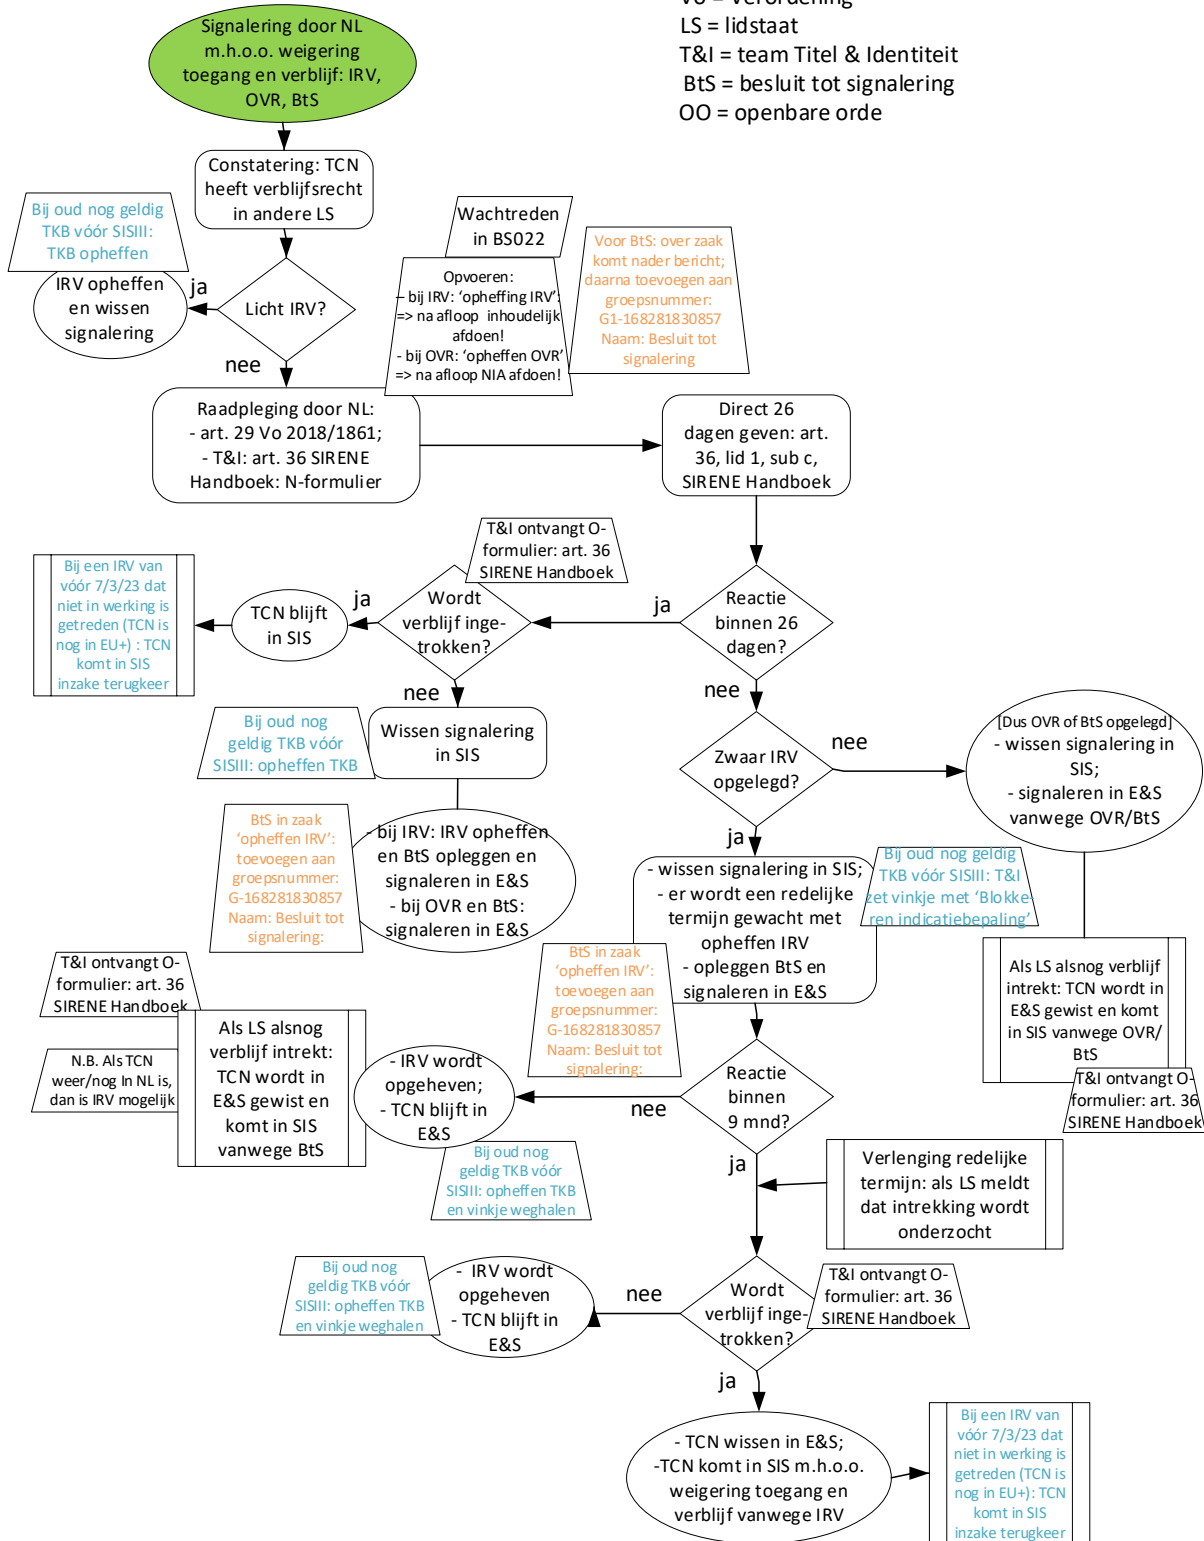 Vo = verordening
LS = lidstaat
T&I = team Titel & Identiteit
BtS = besluit tot signalering
OO = openbare orde
Signalering door NL
m.h.o.o. weigering
toegang en verblijf: IRV,
OVR, BtS
Constatering: TCN
heeft verblijfsrecht
in andere LS
Bij oud nog geldig
TKB vóór SISIII:
TKB opheffen
IRV opheffen
en wissen
signalering
ja
Licht IRV?
nee
Wachtreden
in BS022
Opvoeren:
– bij IRV: ‘opheffing IRV’:
=> na afloop inhoudelijk
afdoen!
- bij OVR: ‘opheffen OVR’
=> na afloop NIA afdoen!
Voor BtS: over zaak
komt nader bericht;
daarna toevoegen aan
groepsnummer:
G1-168281830857
Naam: Besluit tot
signalering
Raadpleging door NL:
- art. 29 Vo 2018/1861;
- T&I: art. 36 SIRENE
Handboek: N-formulier
Direct 26
dagen geven: art.
36, lid 1, sub c,
SIRENE Handboek
T&I ontvangt O-
formulier: art. 36
SIRENE Handboek
Reactie
binnen 26
dagen?
ja
Wordt
verblijf inge-
trokken?
ja
TCN blijft
in SIS
Bij een IRV van
vóór 7/3/23 dat
niet in werking is
getreden (TCN is
nog in EU+) : TCN
komt in SIS
inzake terugkeer
nee
nee
Wissen signalering
in SIS
Bij oud nog
geldig TKB vóór
SISIII: opheffen TKB
BtS in zaak
‘opheffen IRV’:
toevoegen aan
groepsnummer:
G-168281830857
Naam: Besluit tot
signalering:
- bij IRV: IRV opheffen
en BtS opleggen en
signaleren in E&S
- bij OVR en BtS:
signaleren in E&S
Zwaar IRV
opgelegd?
nee
[Dus OVR of BtS opgelegd]
- wissen signalering in
SIS;
- signaleren in E&S
vanwege OVR/BtS
ja
- wissen signalering in SIS;
- er wordt een redelijke
termijn gewacht met
opheffen IRV
- opleggen BtS en
signaleren in E&S
Bij oud nog geldig
TKB vóór SISIII: T&I
zet vinkje met ‘Blokke-
ren indicatiebepaling’
BtS in zaak
‘opheffen IRV’:
toevoegen aan
groepsnummer:
G-168281830857
Naam: Besluit tot
signalering:
Als LS alsnog verblijf
intrekt: TCN wordt in
E&S gewist en komt
in SIS vanwege OVR/
BtS
T&I ontvangt O-
formulier: art. 36
SIRENE Handboek
T&I ontvangt O-
formulier: art. 36
SIRENE Handboek
N.B. Als TCN
weer/nog In NL is,
dan is IRV mogelijk
Als LS alsnog
verblijf intrekt:
TCN wordt in
E&S gewist en
komt in SIS
vanwege BtS
- IRV wordt
opgeheven;
- TCN blijft in
E&S
nee
Reactie
binnen
9 mnd?
Bij oud nog
geldig TKB vóór
SISIII: opheffen TKB
en vinkje weghalen
ja
Verlenging redelijke
termijn: als LS meldt
dat intrekking wordt
onderzocht
Bij oud nog
geldig TKB vóór
SISIII: opheffen TKB
en vinkje weghalen
- IRV wordt
opgeheven
- TCN blijft in
E&S
nee
Wordt
verblijf inge-
trokken?
T&I ontvangt O-
formulier: art. 36
SIRENE Handboek
ja
- TCN wissen in E&S;
-TCN komt in SIS m.h.o.o.
weigering toegang en
verblijf vanwege IRV
Bij een IRV van
vóór 7/3/23 dat
niet in werking is
getreden (TCN is
nog in EU+): TCN
komt in SIS
inzake terugkeer